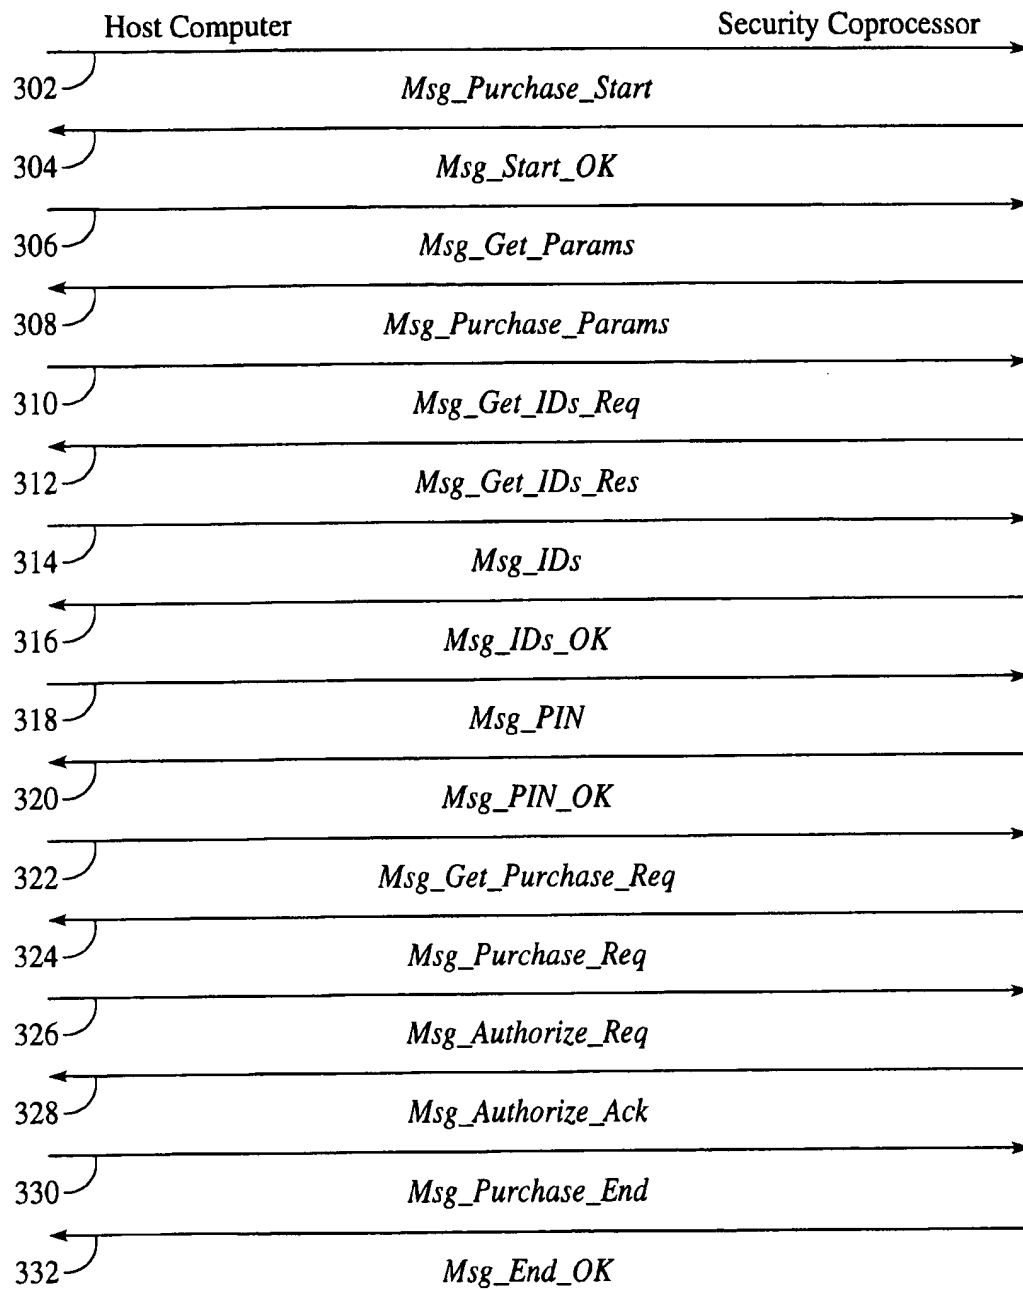 Host Computer Security Coprocessor
302 Msg_Purchase_Start
304 Msg_Start_OK
306 Msg_Get_Params
308 Msg_Purchase_Params
310 Msg_Get_IDs_Req
312 Msg_Get_IDs_Res
314 Msg_IDs
316 Msg_IDs_OK
318 Msg_PIN
320 Msg_PIN_OK
322 Msg_Get_Purchase_Req
324 Msg_Purchase_Req
326 Msg_Authorize_Req
328 Msg_Authorize_Ack
330 Msg_Purchase_End
332 Msg_End_OK